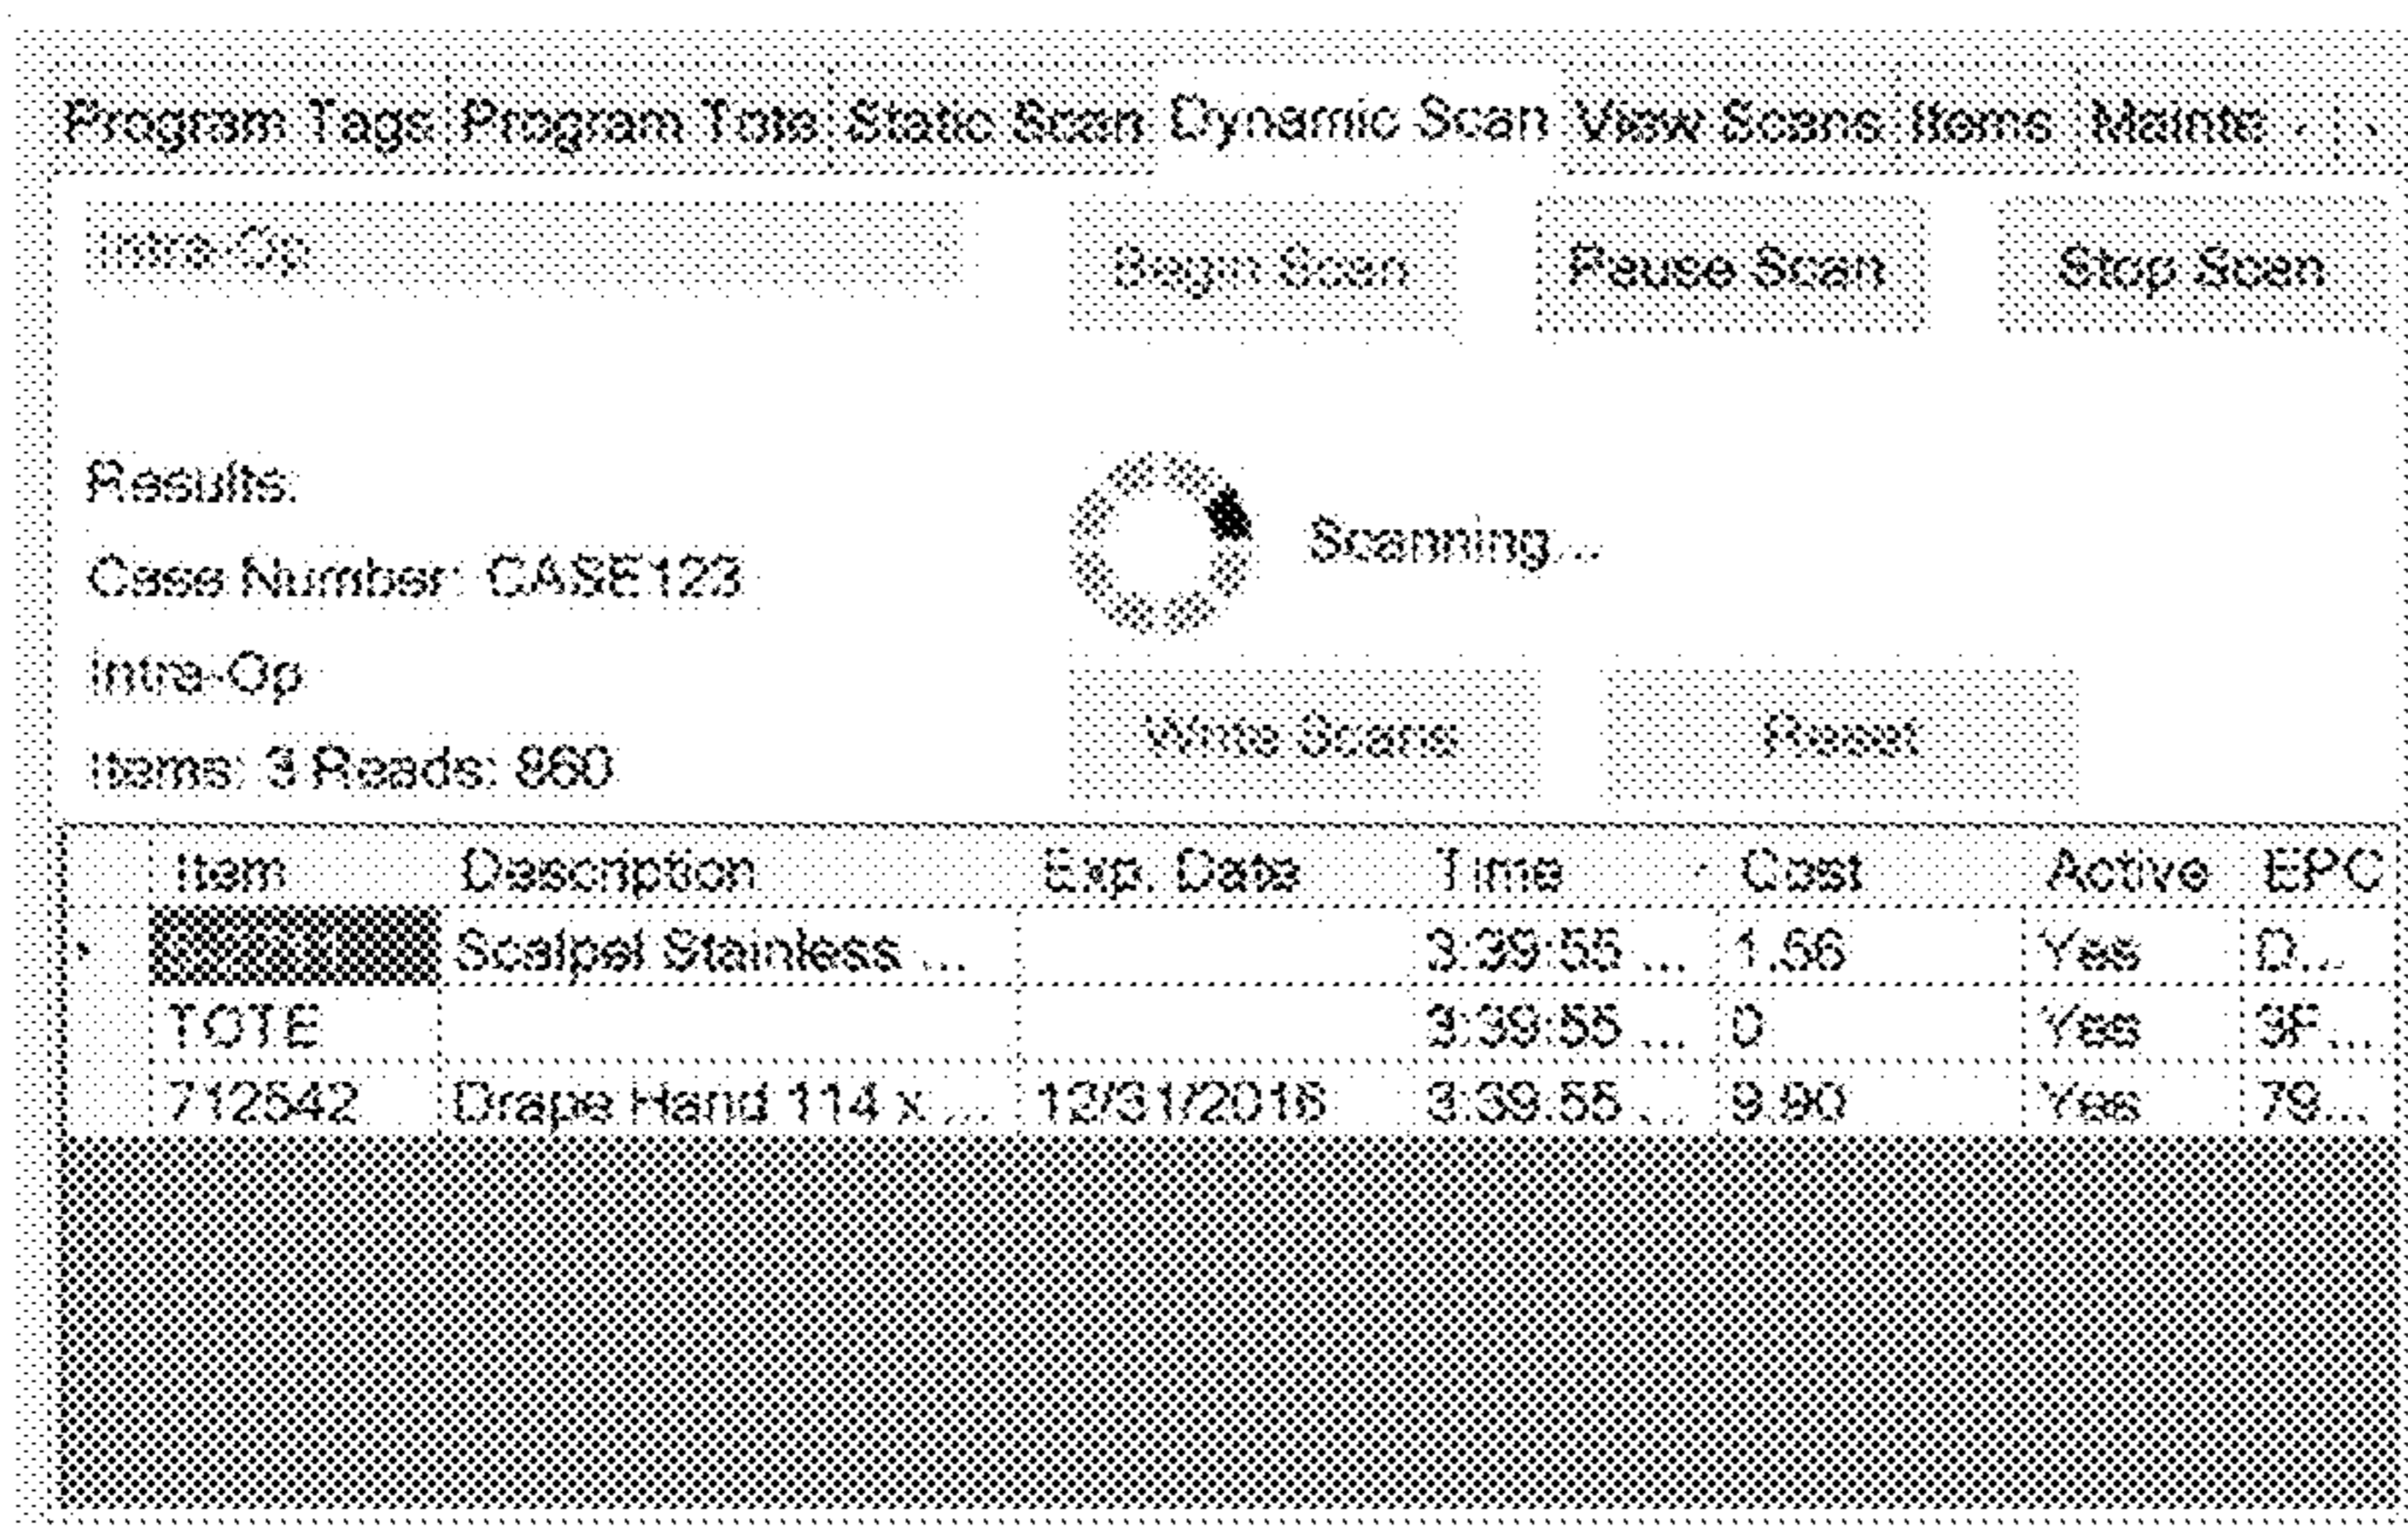 Program Tags Program Tote Static Scan Dynamic Scan View Scans Items Mainte
Intra-Op Begin Scan Pause Scan Stop Scan
Results:
Scanning...
Case Number: CASE123
Intra-Op
Write Scans Reset
Items: 3 Reads: 860
Item Description Exp. Date Time Cost Active EPC
Scalpel Stainless ... 3:39:55 ... 1.56 Yes D...
TOTE 3:39:55 ... 0 Yes 3F...
712542 Drape Hand 114 x ... 12/31/2016 3:39:55 ... 9.90 Yes 79...